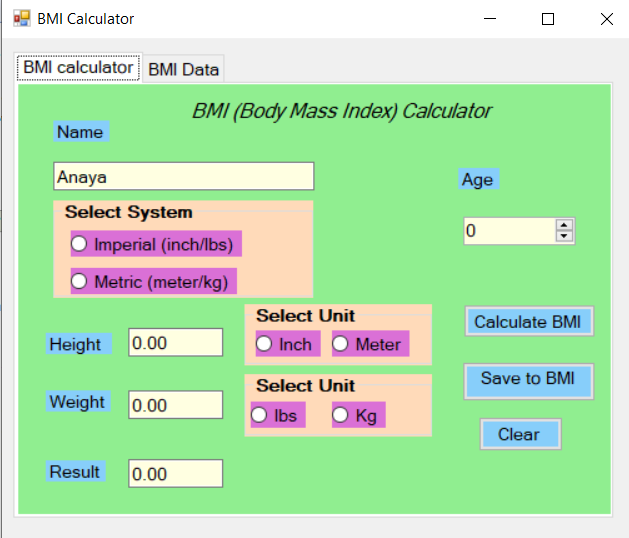 BMI Calculator
BMI calculator
BMI Data
BMI (Body Mass Index) Calculator
Name
Anaya
Age
0
Select System
Imperial (inch/lbs)
Metric (meter/kg)
Height
0.00
Select Unit
Inch
Meter
Calculate BMI
Weight
0.00
Select Unit
lbs
Kg
Save to BMI
Clear
Result
0.00